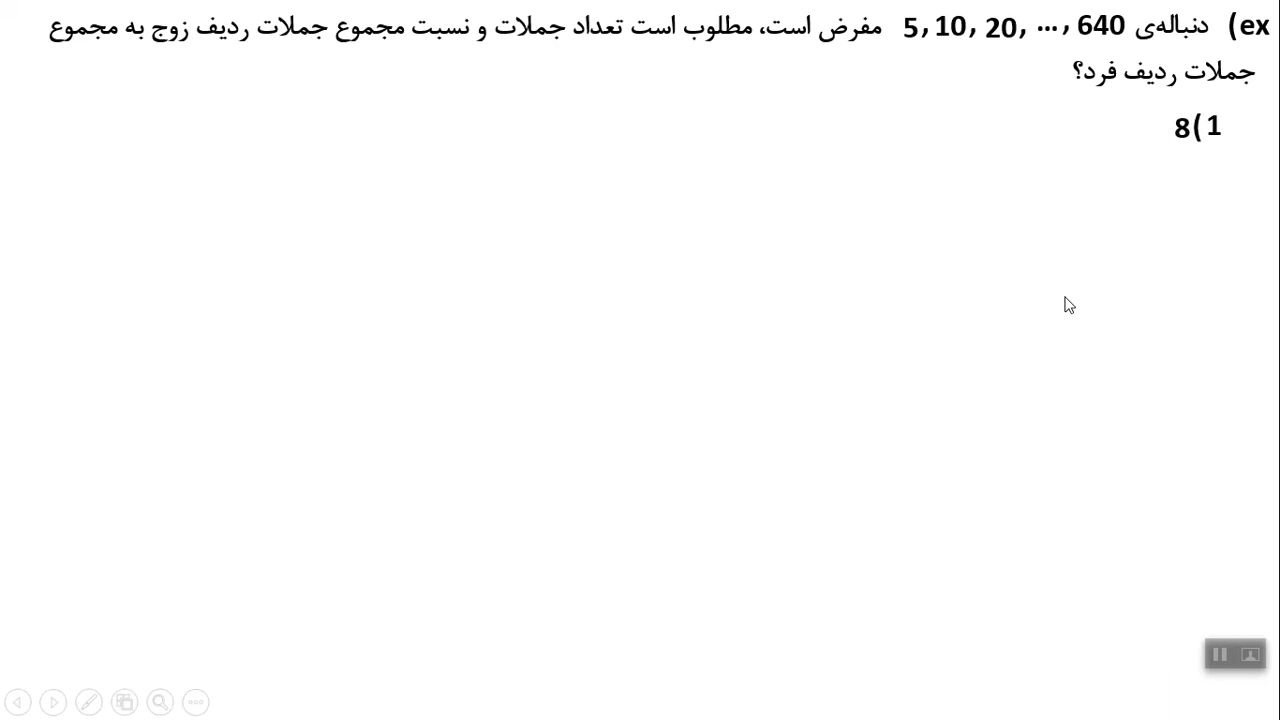 ex) دنباله‌ی 5, 10, 20, ..., 640 مفرض است، مطلوب است تعداد جملات و نسبت مجموع جملات ردیف زوج به مجموع
جملات ردیف فرد؟
1) 8